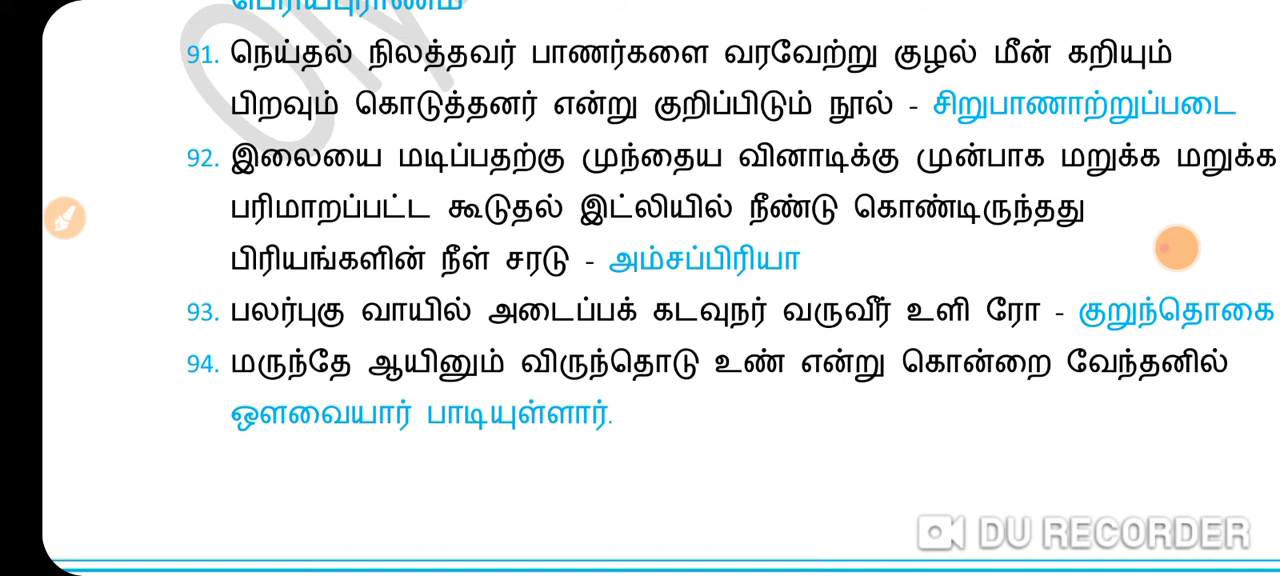 பெரியபுராணம்
91. நெய்தல் நிலத்தவர் பாணர்களை வரவேற்று குழல் மீன் கறியும்
பிறவும் கொடுத்தனர் என்று குறிப்பிடும் நூல் - சிறுபாணாற்றுப்படை
92. இலையை மடிப்பதற்கு முந்தைய வினாடிக்கு முன்பாக மறுக்க மறுக்க
பரிமாறப்பட்ட கூடுதல் இட்லியில் நீண்டு கொண்டிருந்தது
பிரியங்களின் நீள் சரடு - அம்சப்பிரியா
93. பலர்புகு வாயில் அடைப்பக் கடவுநர் வருவீர் உளி ரோ - குறுந்தொகை
94. மருந்தே ஆயினும் விருந்தொடு உண் என்று கொன்றை வேந்தனில்
ஔவையார் பாடியுள்ளார்.
DU RECORDER